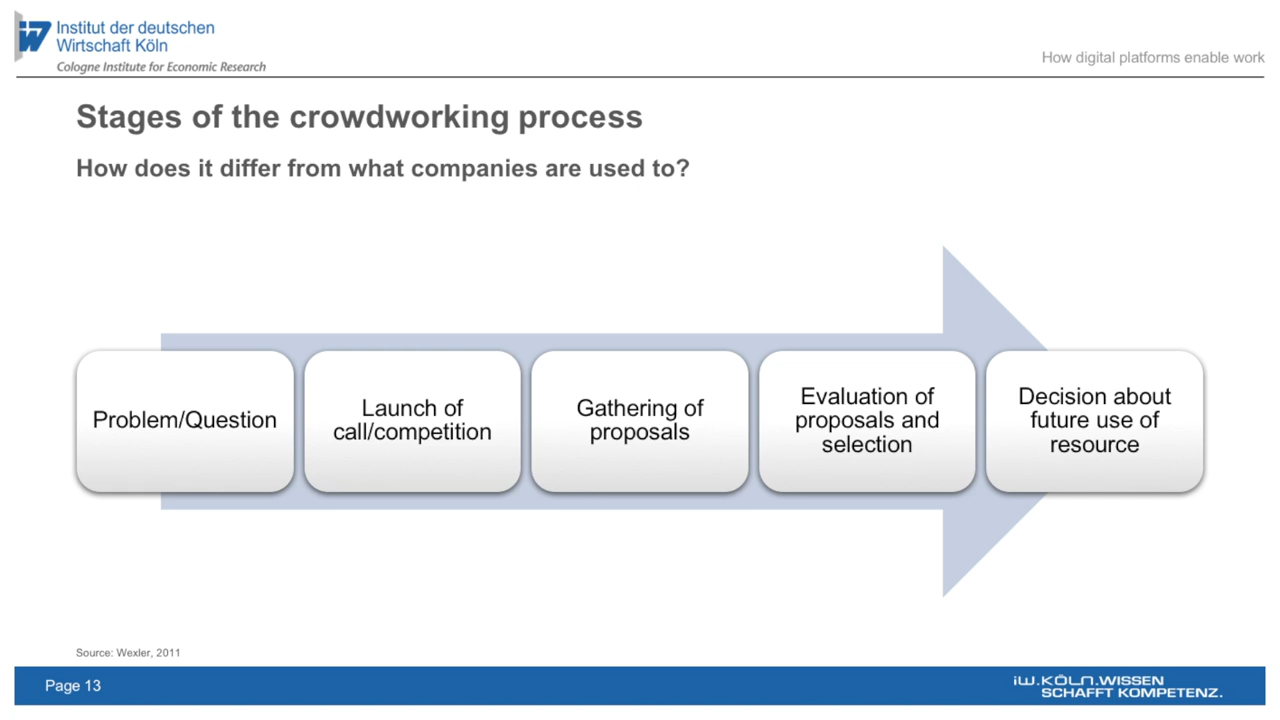 Institut der deutschen
Wirtschaft Köln
Cologne Institute for Economic Research
How digital platforms enable work
Stages of the crowdworking process
How does it differ from what companies are used to?
Problem/Question
Launch of
call/competition
Gathering of
proposals
Evaluation of
proposals and
selection
Decision about
future use of
resource
Source: Wexler, 2011
Page 13
iW.KÖLN.WISSEN
SCHAFFT KOMPETENZ.